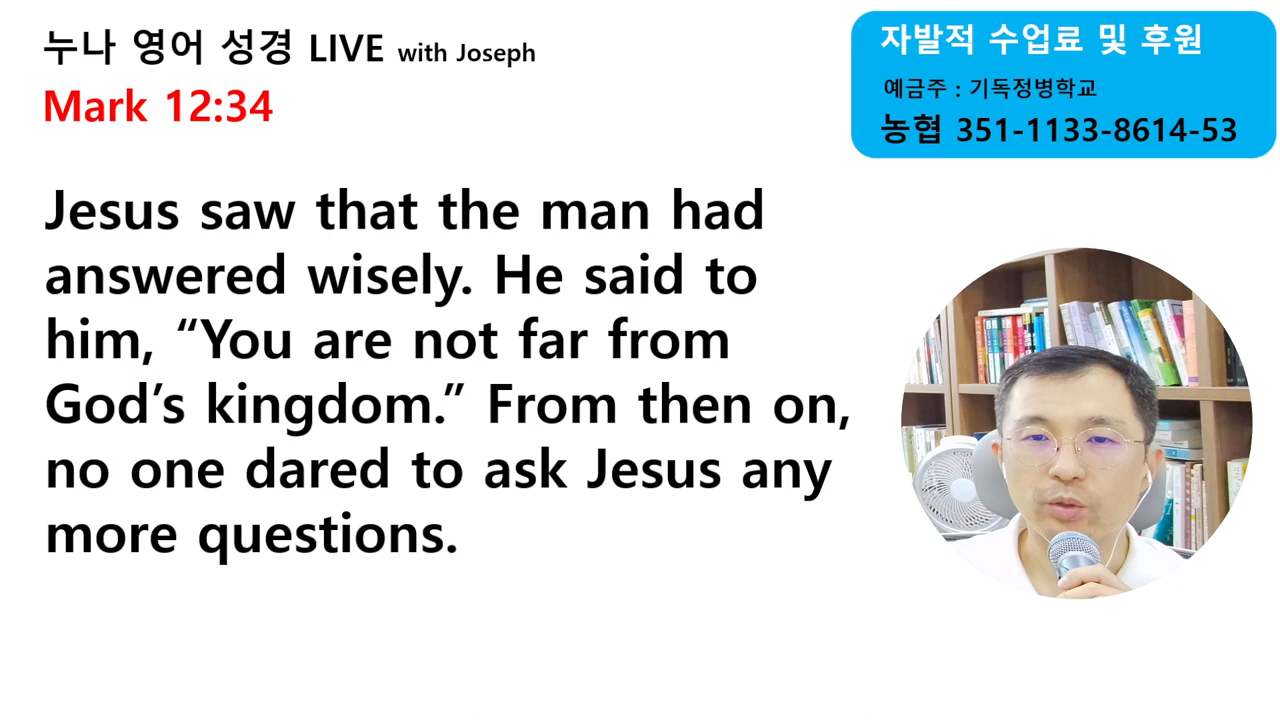 누나 영어 성경 LIVE with Joseph
Mark 12:34
자발적 수업료 및 후원
예금주 : 기독정병학교
농협 351-1133-8614-53
Jesus saw that the man had
answered wisely. He said to
him, “You are not far from
God’s kingdom.” From then on,
no one dared to ask Jesus any
more questions.